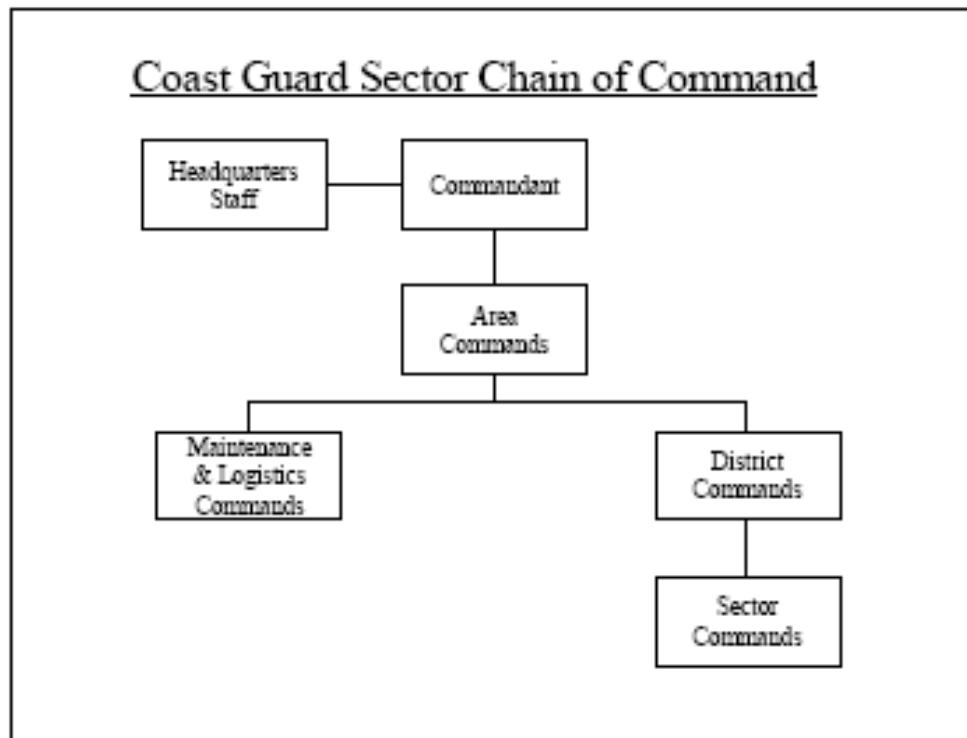 Coast Guard Sector Chain of Command
Headquarters
Staff
Commandant
Area
Commands
Maintenance
& Logistics
Commands
District
Commands
Sector
Commands